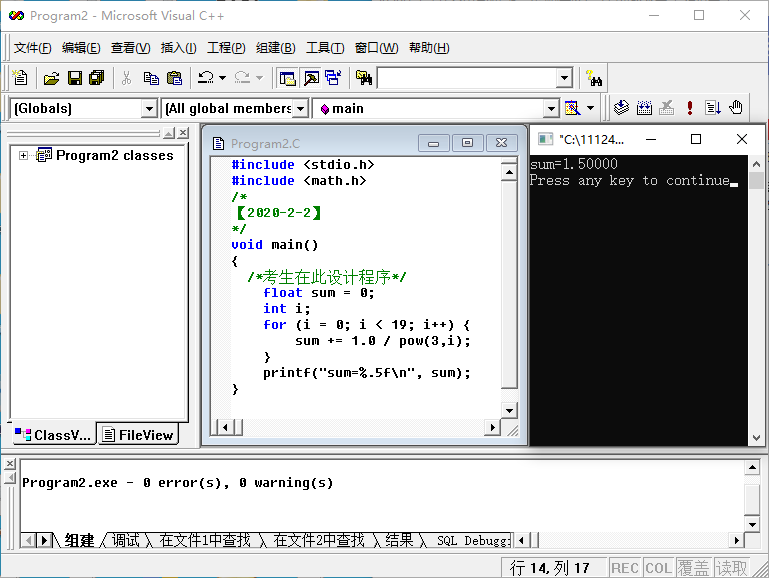 Program2 - Microsoft Visual C++
文件(F) 编辑(E) 查看(V) 插入(I) 工程(P) 组建(B) 工具(T) 窗口(W) 帮助(H)
(Globals) (All global members main
Program2 classes
ClassV... FileView
Program2.C
#include <stdio.h>
#include <math.h>
/*
【2020-2-2】
*/
void main()
{
/*考生在此设计程序*/
float sum = 0;
int i;
for (i = 0; i < 19; i++) {
sum += 1.0 / pow(3,i);
}
printf("sum=%.5f\n", sum);
}
"C:\11124...
sum=1.50000
Press any key to continue
Program2.exe - 0 error(s), 0 warning(s)
组建 调试 在文件1中查找 在文件2中查找 结果 SQL Debugg
行 14, 列 17 REC COL 覆盖 读取